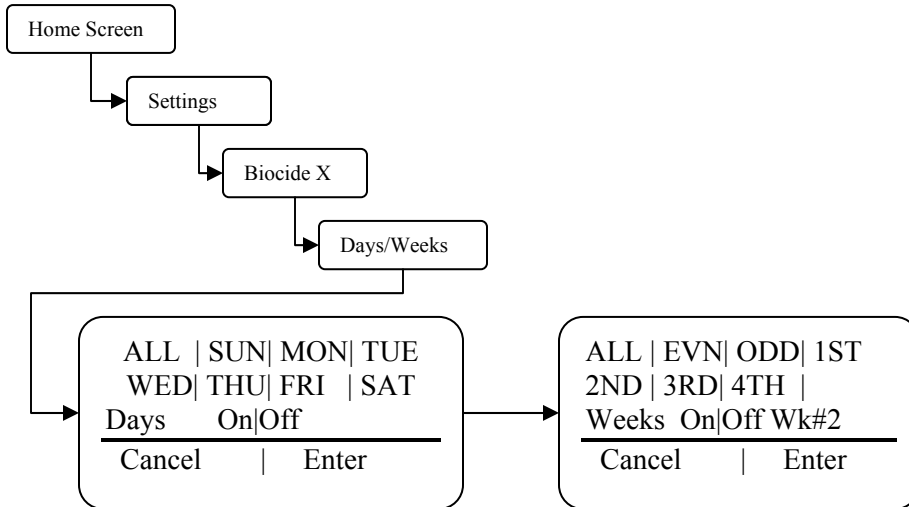 Home Screen
Settings
Biocide X
Days/Weeks
ALL | SUN| MON| TUE
WED| THU| FRI | SAT
Days On|Off
Cancel | Enter
ALL | EVN| ODD| 1ST
2ND | 3RD| 4TH |
Weeks On|Off Wk#2
Cancel | Enter